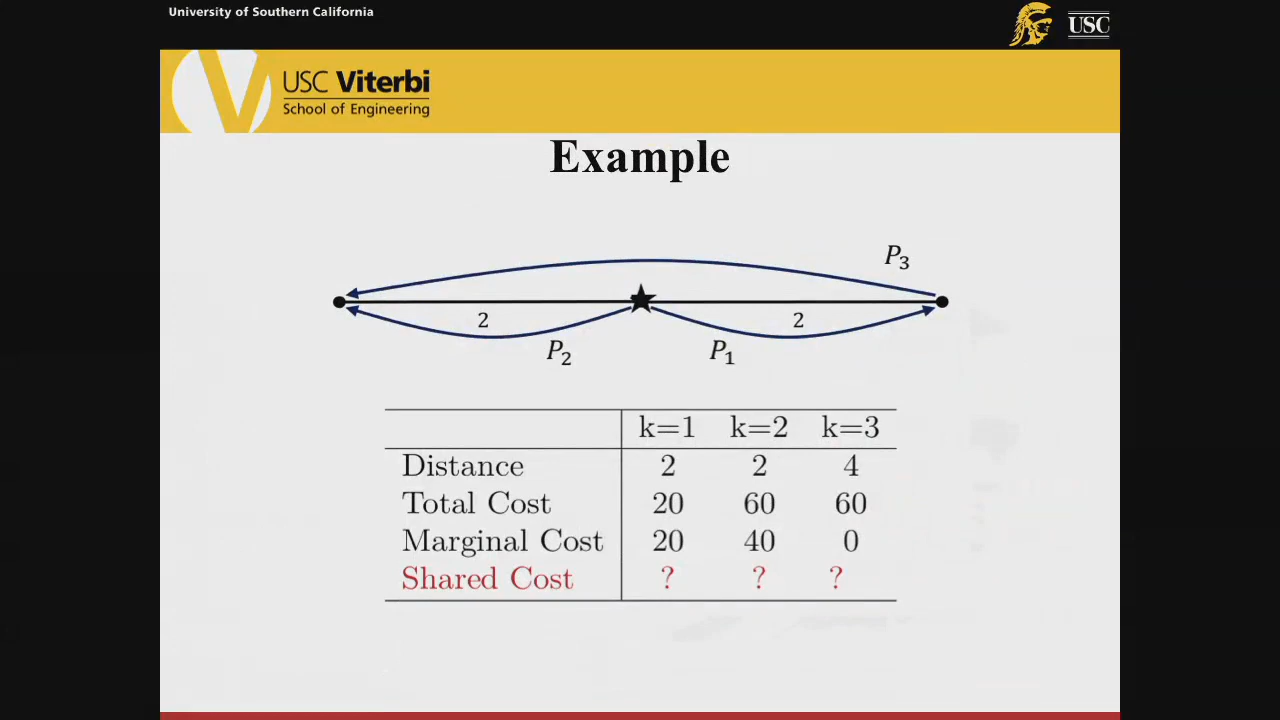 University of Southern California
USC
USC Viterbi
School of Engineering
Example
P3
2
2
P2
P1
k=1 k=2 k=3
Distance 2 2 4
Total Cost 20 60 60
Marginal Cost 20 40 0
Shared Cost ? ? ?